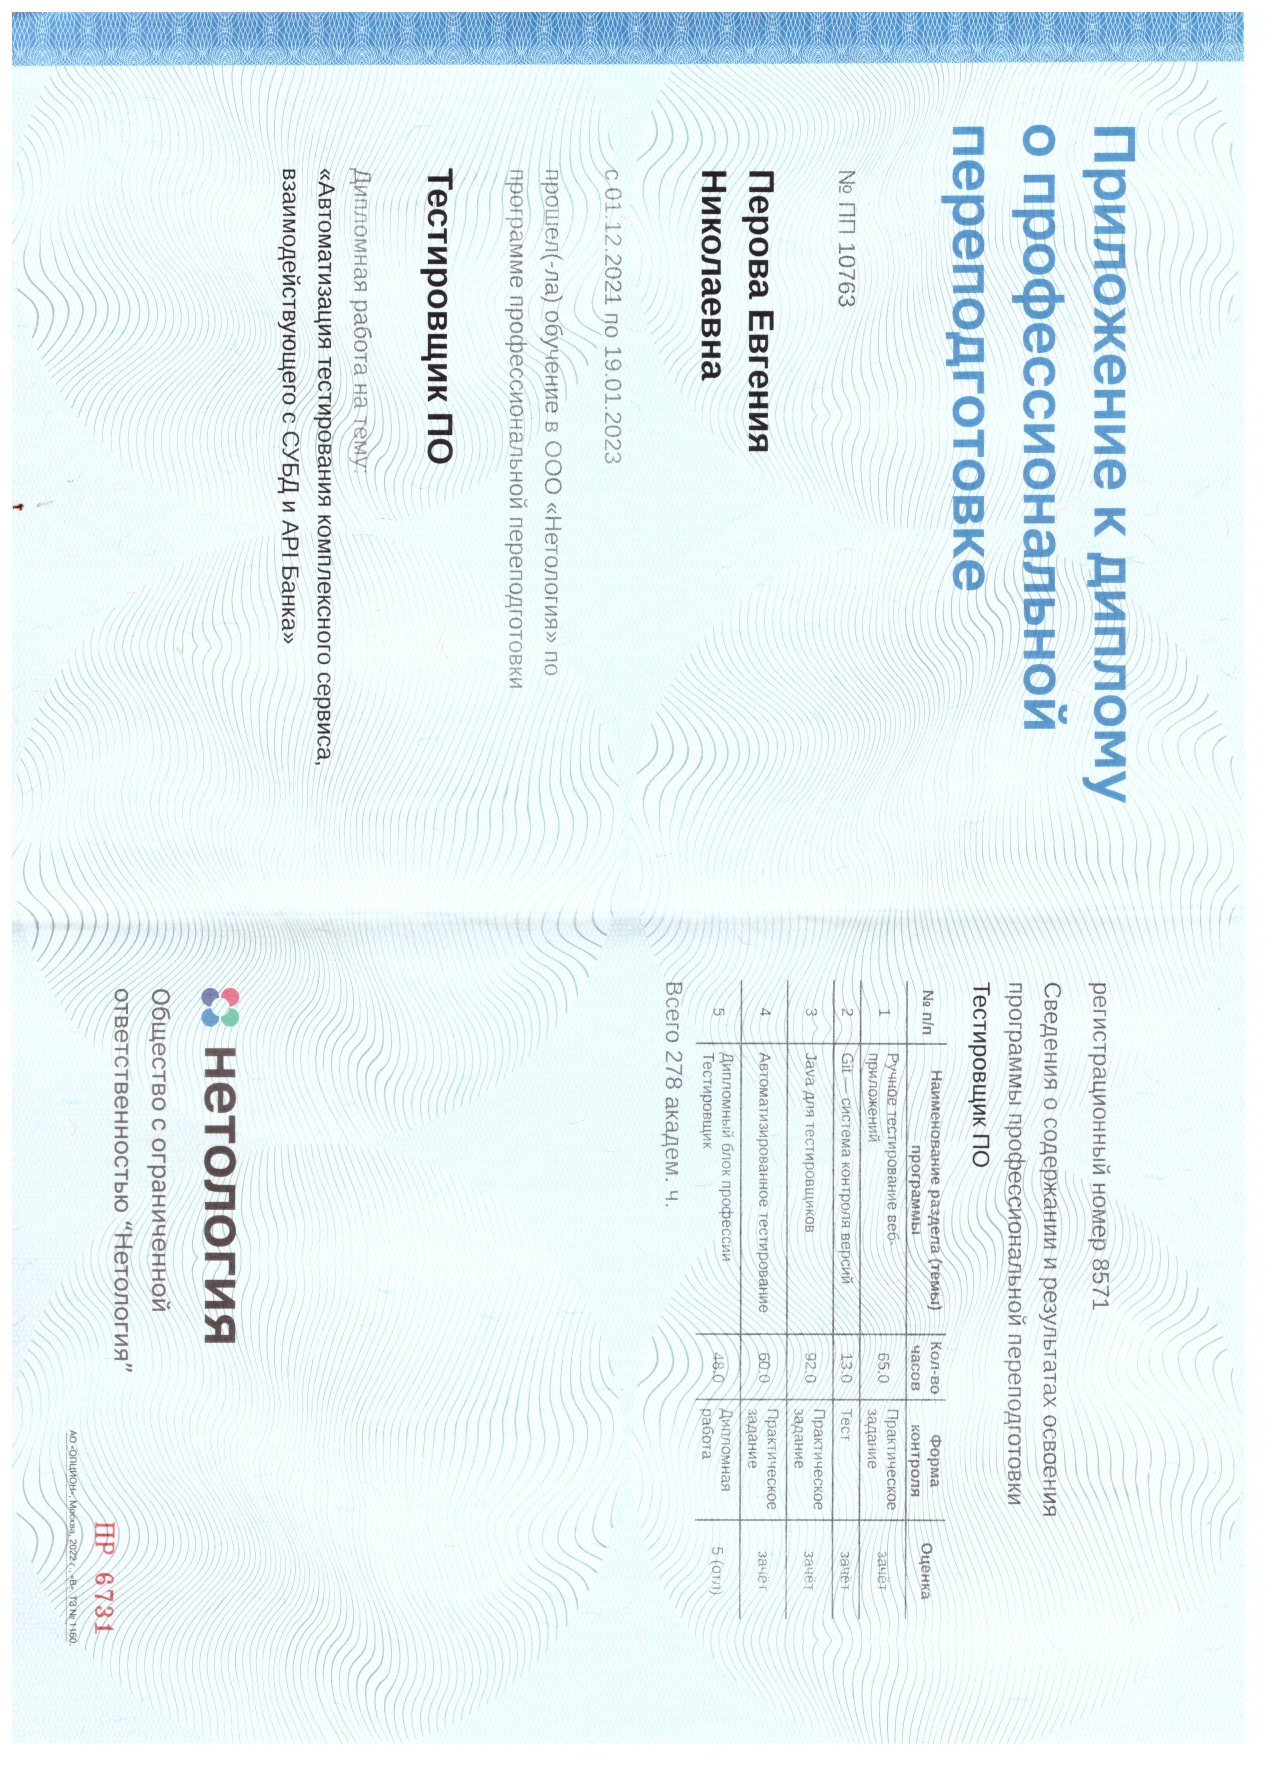 Приложение к диплому
о профессиональной
переподготовке
№ ПП 10763
Перова Евгения
Николаевна
с 01.12.2021 по 19.01.2023
прошел(-ла) обучение в ООО «Нетология» по
программе профессиональной переподготовки
Тестировщик ПО
Дипломная работа на тему:
«Автоматизация тестирования комплексного сервиса,
взаимодействующего с СУБД и API Банка»
регистрационный номер 8571
Сведения о содержании и результатах освоения
программы профессиональной переподготовки
Тестировщик ПО
№ п/п Наименование раздела (темы) программы Кол-во часов Форма контроля Оценка
1 Ручное тестирование веб-приложений 65.0 Практическое задание зачёт
2 Git — система контроля версий 13.0 Тест зачёт
3 Java для тестировщиков 92.0 Практическое задание зачёт
4 Автоматизированное тестирование 60.0 Практическое задание зачёт
5 Дипломный блок профессии Тестировщик 48.0 Дипломная работа 5 (отл)
Всего 278 академ. ч.
нетология
Общество с ограниченной
ответственностью “Нетология”
ПР 6731
АО «ОПЦИОН», Москва, 2022 г., «В». ТЗ № 1160.